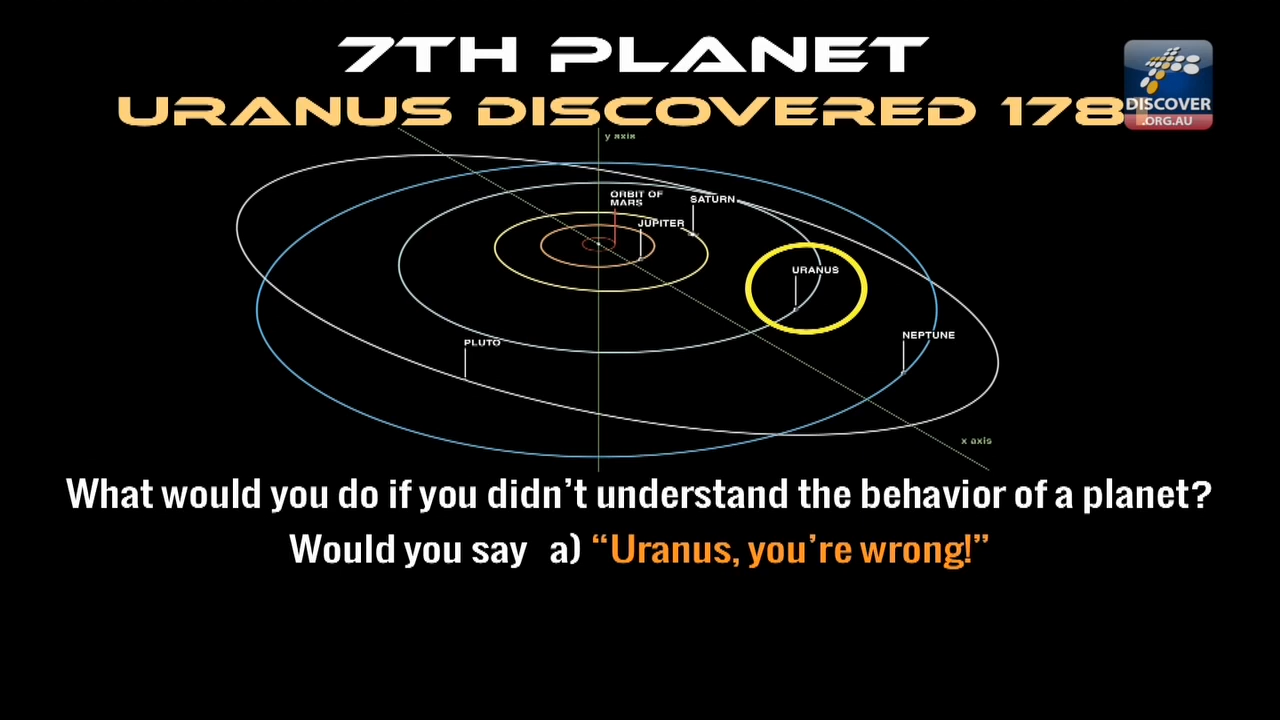 7TH PLANET
URANUS DISCOVERED 178
DISCOVER
.ORG.AU
y axis
ORBIT OF
MARS
SATURN
JUPITER
URANUS
NEPTUNE
PLUTO
x axis
What would you do if you didn't understand the behavior of a planet?
Would you say a) “Uranus, you're wrong!”